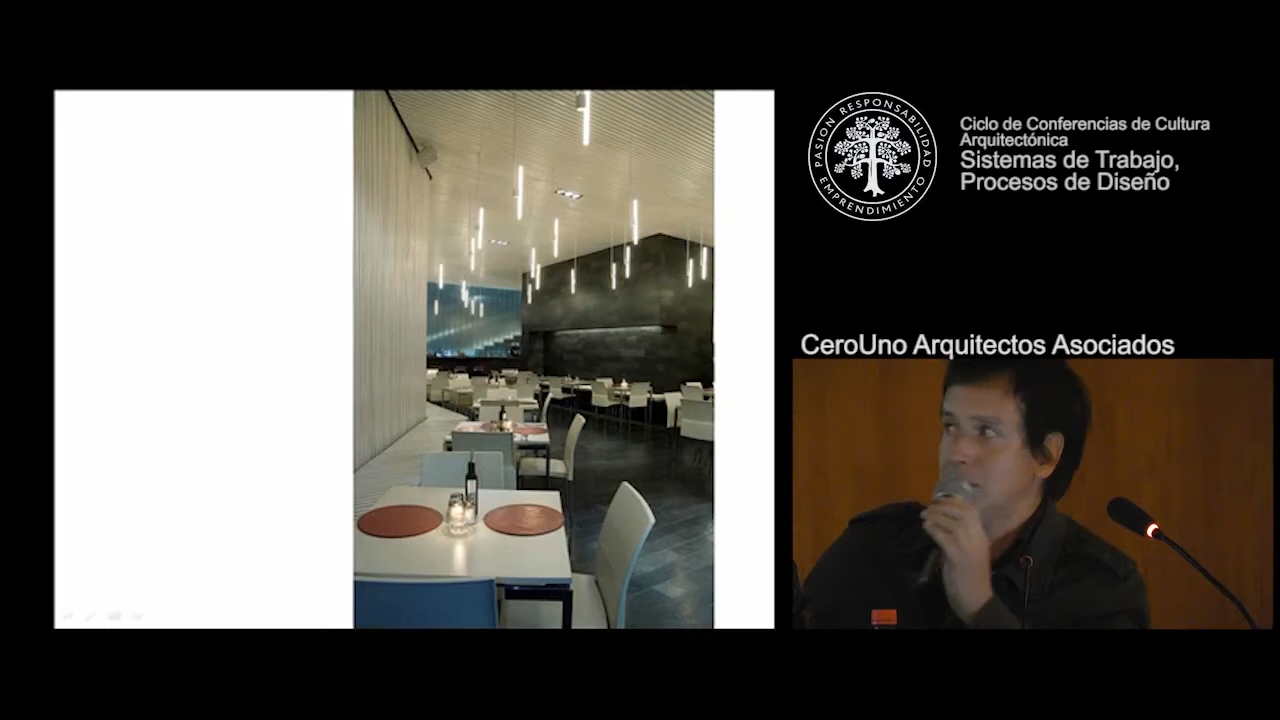 PASION RESPONSABILIDAD
EMPRENDIMIENTO
Ciclo de Conferencias de Cultura
Arquitectónica
Sistemas de Trabajo,
Procesos de Diseño
CeroUno Arquitectos Asociados